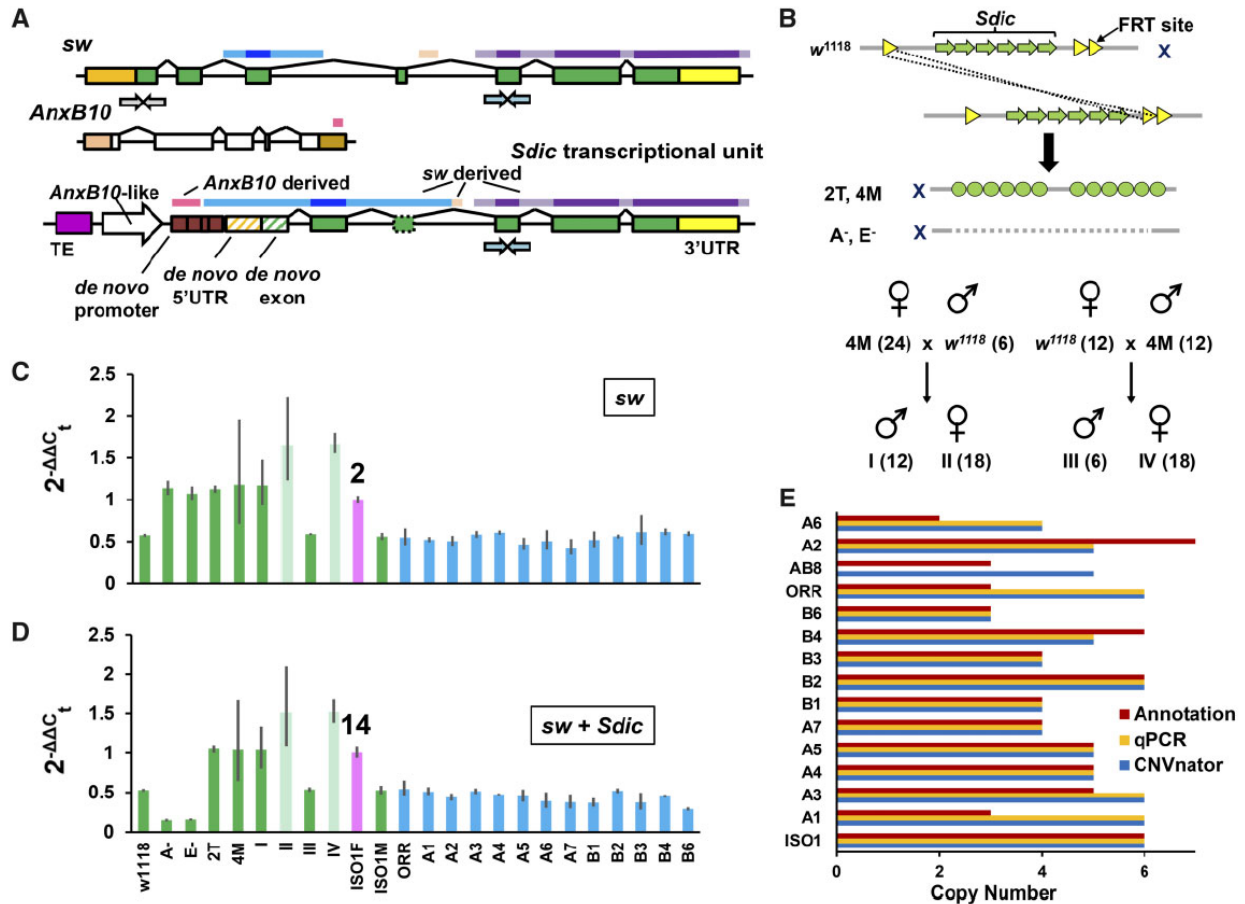 A
sw
AnxB10
Sdic transcriptional unit
AnxB10-like
AnxB10 derived
sw derived
TE
de novo
promoter
de novo
5'UTR
de novo
exon
3'UTR
B
Sdic
FRT site
w1118
X
2T, 4M
X
A-, E-
X
4M (24) x w1118 (6)
w1118 (12) x 4M (12)
I (12)
II (18)
III (6)
IV (18)
C
2-ΔΔCt
2.5
2
1.5
1
0.5
0
sw
2
D
2-ΔΔCt
2.5
2
1.5
1
0.5
0
sw + Sdic
14
w1118
A-
E-
2T
4M
I
II
III
IV
ISO1F
ISO1M
ORR
A1
A2
A3
A4
A5
A6
A7
B1
B2
B3
B4
B6
E
A6
A2
AB8
ORR
B6
B4
B3
B2
B1
A7
A5
A4
A3
A1
ISO1
Annotation
qPCR
CNVnator
0 2 4 6
Copy Number